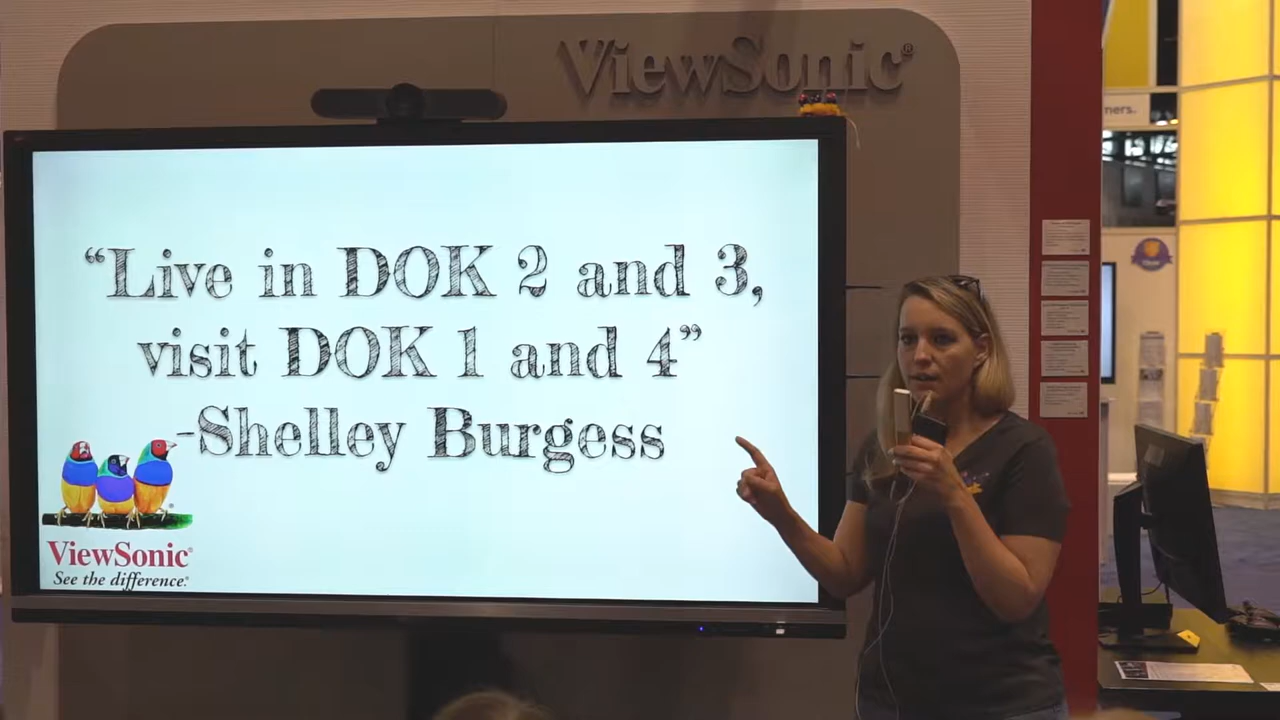 ViewSonic®
“Live in DOK 2 and 3,
visit DOK 1 and 4”
-Shelley Burgess
ViewSonic®
See the difference.®